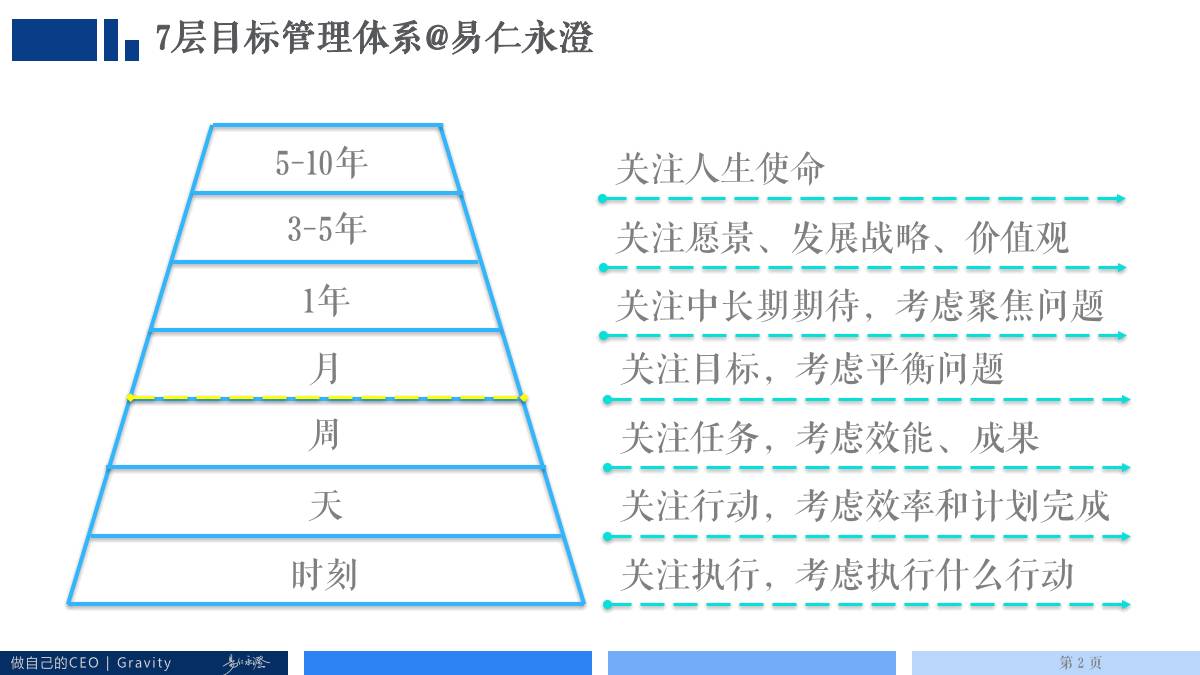 7层目标管理体系@易仁永澄
5-10年
关注人生使命
3-5年
关注愿景、发展战略、价值观
1年
关注中长期期待，考虑聚焦问题
月
关注目标，考虑平衡问题
周
关注任务，考虑效能、成果
天
关注行动，考虑效率和计划完成
时刻
关注执行，考虑执行什么行动
做自己的CEO | Gravity
易仁永澄
第 2 页